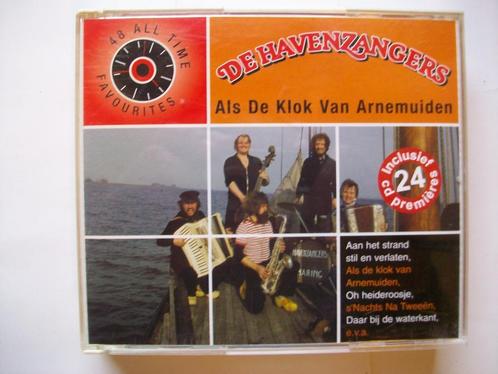 48 ALL TIME
FAVOURITES
DE HAVENZANGERS
Als De Klok Van Arnemuiden
inclusief
24
cd premières
HAVENZANGERS
Aan het strand
stil en verlaten,
Als de klok van
Arnemuiden,
Oh heideroosje,
s'Nachts Na Tweeën,
Daar bij de waterkant,
e.v.a.